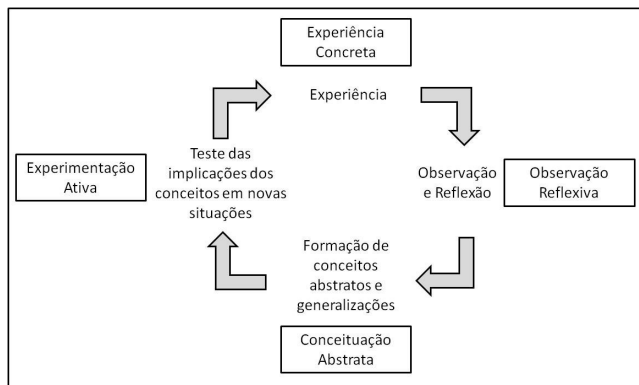 Experiência
Concreta
Experiência
Experimentação
Ativa
Teste das
implicações dos
conceitos em novas
situações
Observação
e Reflexão
Observação
Reflexiva
Formação de
conceitos
abstratos e
generalizações
Conceituação
Abstrata